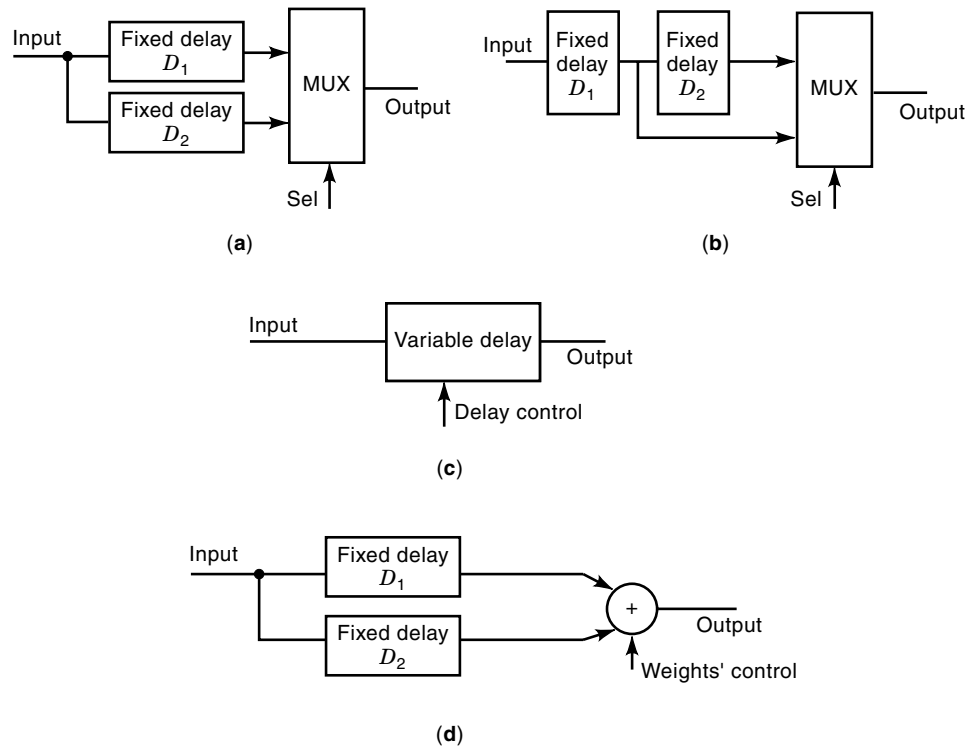 Input
Fixed delay
D1
Fixed delay
D2
MUX
Output
Sel
(a)
Input
Fixed
delay
D1
Fixed
delay
D2
MUX
Output
Sel
(b)
Input
Variable delay
Output
Delay control
(c)
Input
Fixed delay
D1
Fixed delay
D2
+
Output
Weights' control
(d)